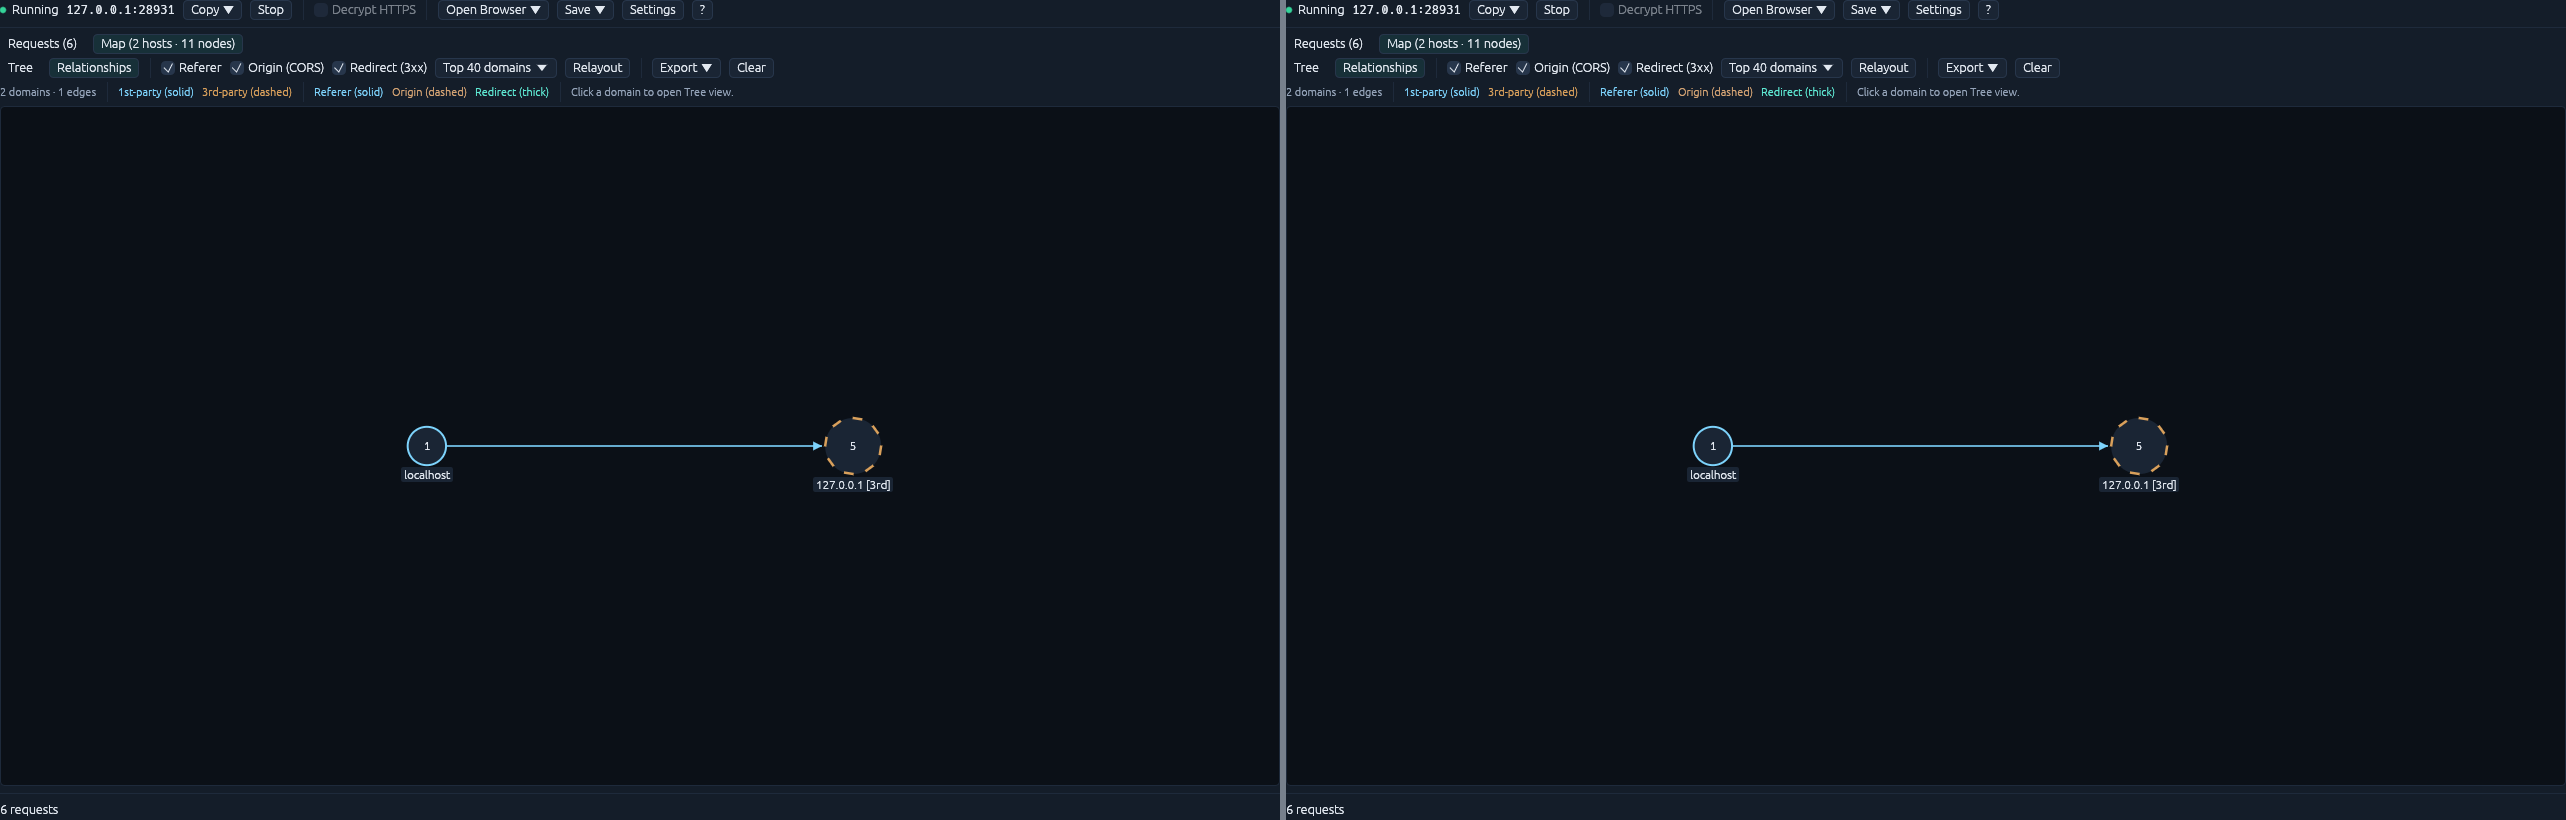 Running 127.0.0.1:28931 Copy ▼ Stop Decrypt HTTPS Open Browser ▼ Save ▼ Settings ?
Requests (6) Map (2 hosts · 11 nodes)
Tree Relationships Referer Origin (CORS) Redirect (3xx) Top 40 domains ▼ Relayout Export ▼ Clear
2 domains · 1 edges 1st-party (solid) 3rd-party (dashed) Referer (solid) Origin (dashed) Redirect (thick) Click a domain to open Tree view.
1 5
localhost
127.0.0.1 [3rd]
6 requests
Running 127.0.0.1:28931 Copy ▼ Stop Decrypt HTTPS Open Browser ▼ Save ▼ Settings ?
Requests (6) Map (2 hosts · 11 nodes)
Tree Relationships Referer Origin (CORS) Redirect (3xx) Top 40 domains ▼ Relayout Export ▼ Clear
2 domains · 1 edges 1st-party (solid) 3rd-party (dashed) Referer (solid) Origin (dashed) Redirect (thick) Click a domain to open Tree view.
1 5
localhost
127.0.0.1 [3rd]
6 requests